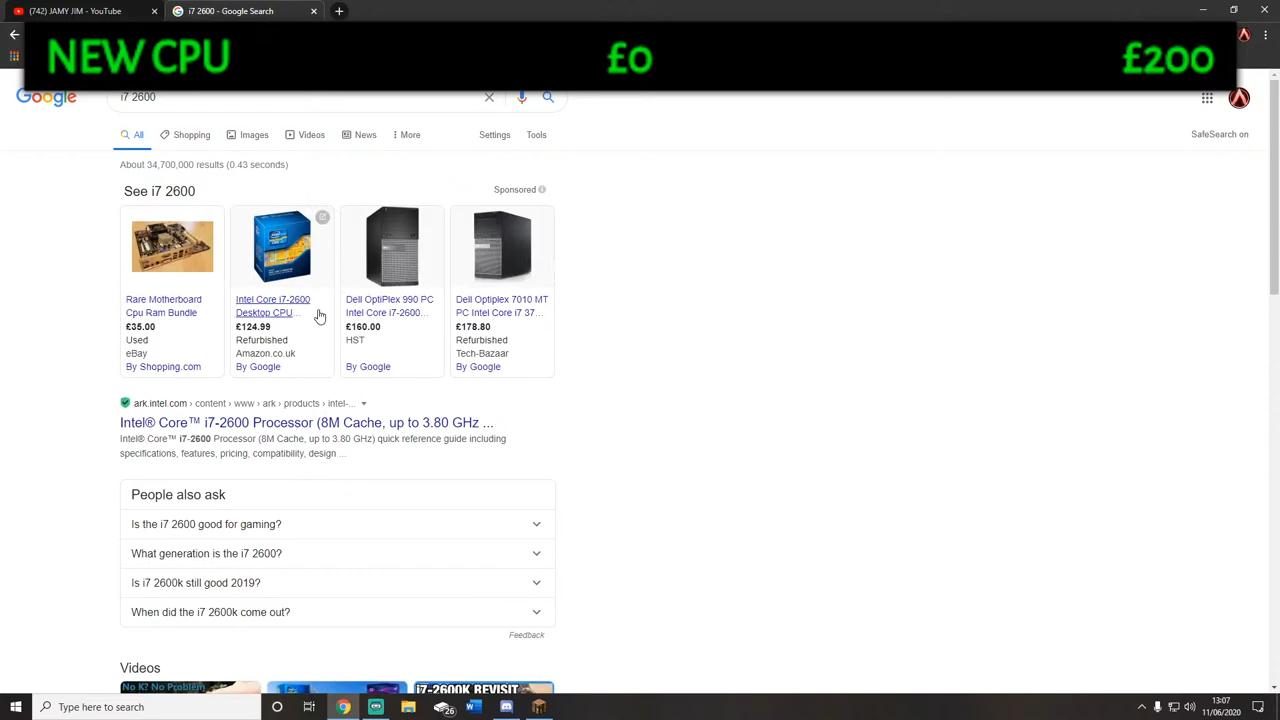 (742) JAMY JIM - YouTube
i7 2600 - Google Search
NEW CPU £0 £200
Google
i7 2600
All Shopping Images Videos News More Settings Tools
SafeSearch on
About 34,700,000 results (0.43 seconds)
See i7 2600
Sponsored
Rare Motherboard
Cpu Ram Bundle
£35.00
Used
eBay
By Shopping.com
Intel Core i7-2600
Desktop CPU...
£124.99
Refurbished
Amazon.co.uk
By Google
Dell OptiPlex 990 PC
Intel Core i7-2600...
£160.00
HST
By Google
Dell Optiplex 7010 MT
PC Intel Core i7 37...
£178.80
Refurbished
Tech-Bazaar
By Google
ark.intel.com › content › www › ark › products › intel-...
Intel® Core™ i7-2600 Processor (8M Cache, up to 3.80 GHz ...
Intel® Core™ i7-2600 Processor (8M Cache, up to 3.80 GHz) quick reference guide including
specifications, features, pricing, compatibility, design ...
People also ask
Is the i7 2600 good for gaming?
What generation is the i7 2600?
Is i7 2600k still good 2019?
When did the i7 2600k come out?
Feedback
Videos
No K? No Problem
i7-2600K REVISIT
Type here to search
26
13:07
11/06/2020